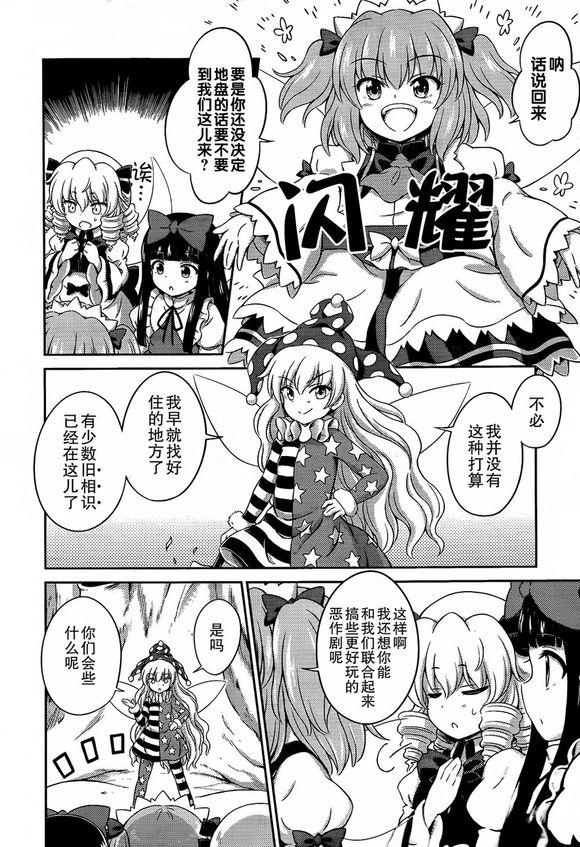 呐
话说回来
要是你还没决定
地盘的话要不要
到我们这儿来？
闪耀
诶…
不必
我并没有
这种打算
我早就找好
住的地方了
有少数旧相识
已经在这儿了
这样啊
我还想你能
和我们联合起来
搞些更好玩的
恶作剧呢
是吗
你们会些
什么呢